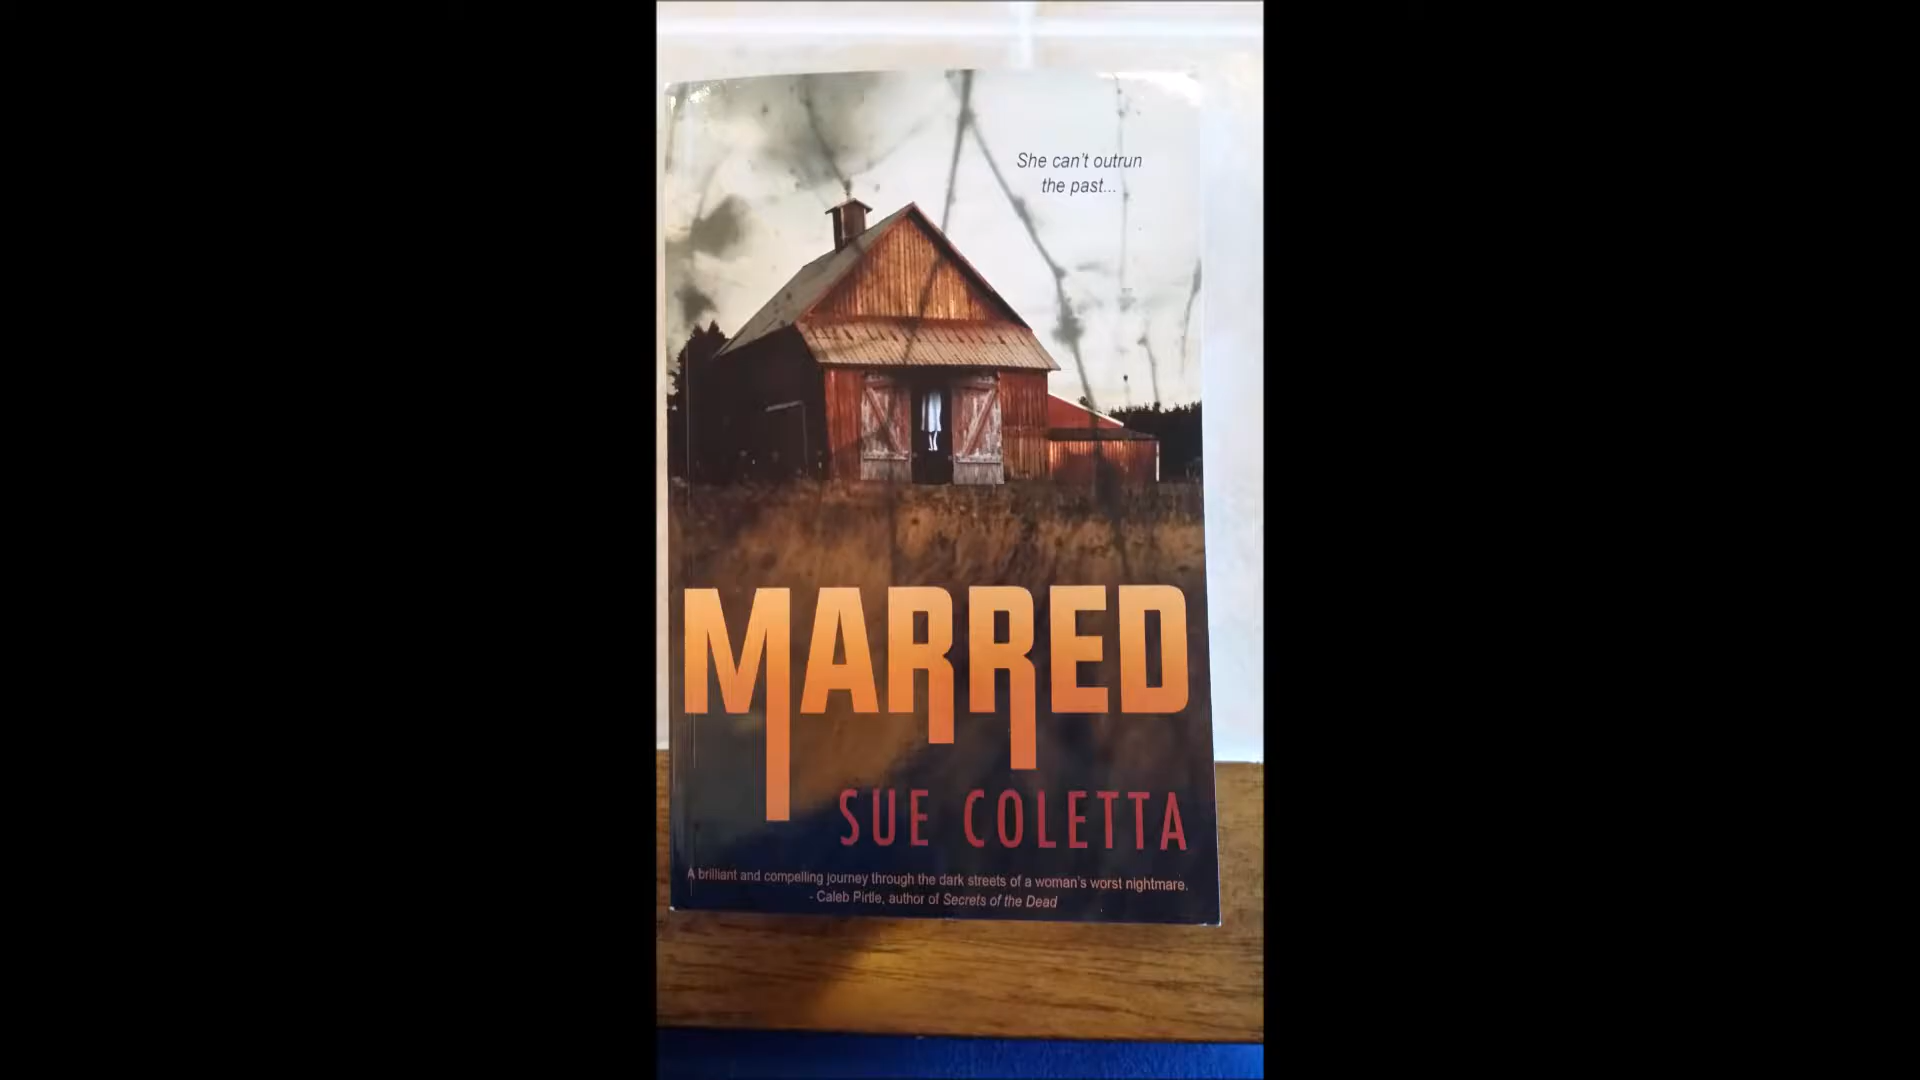 She can't outrun
the past...
MARRED
SUE COLETTA
A brilliant and compelling journey through the dark streets of a woman's worst nightmare.
- Caleb Pirtle, author of Secrets of the Dead